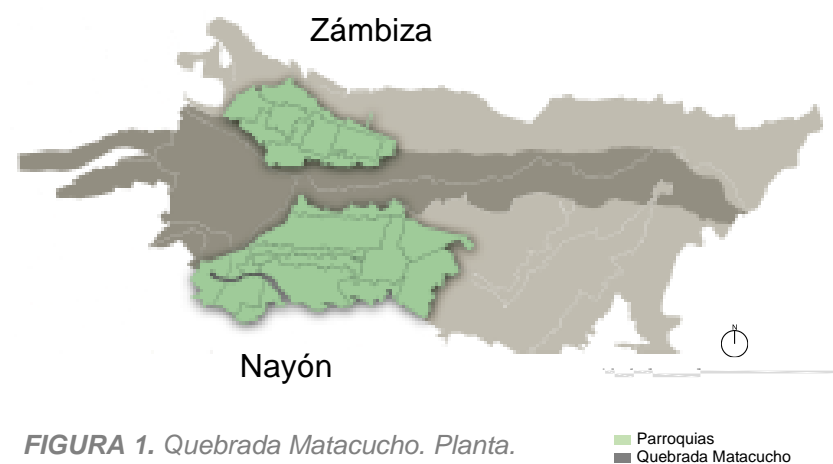 Zámbiza
N
Nayón
FIGURA 1. Quebrada Matacucho. Planta.
Parroquias
Quebrada Matacucho